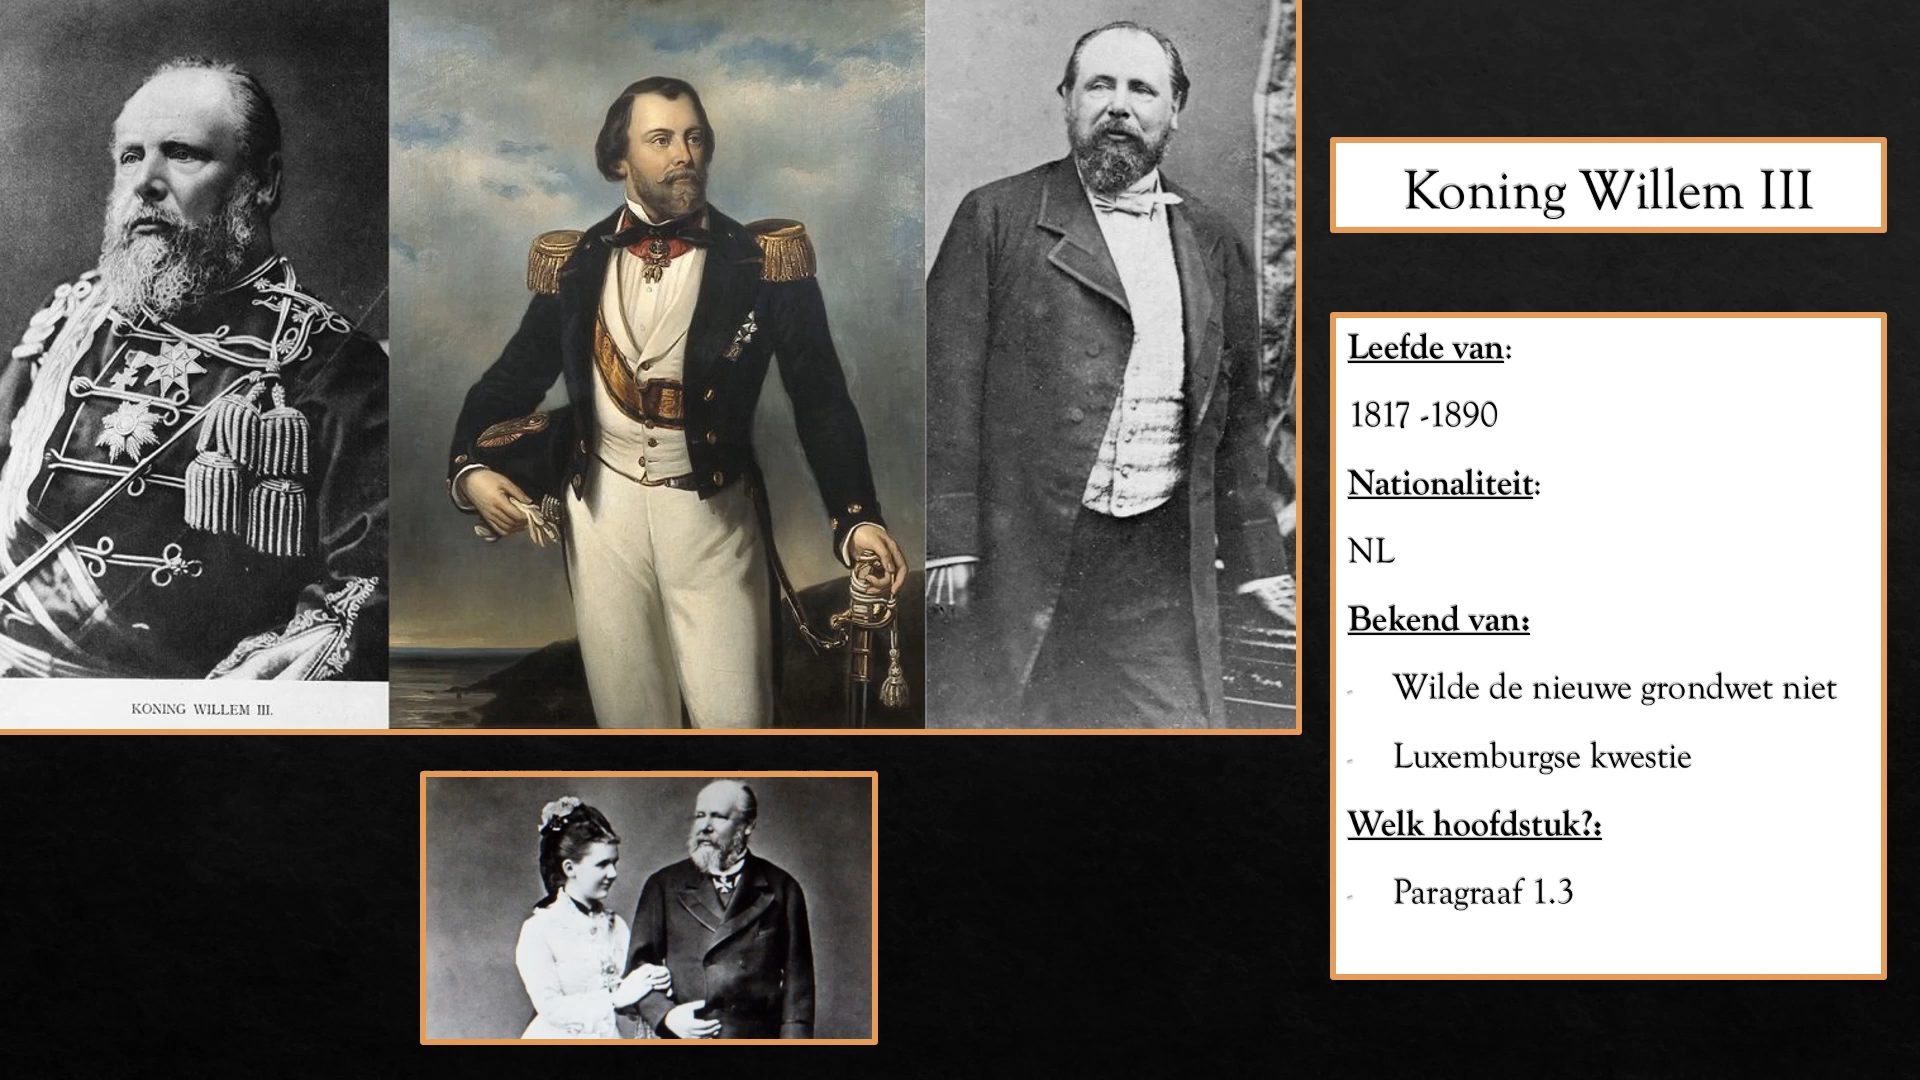 KONING WILLEM III.
Koning Willem III
Leefde van:
1817 -1890
Nationaliteit:
NL
Bekend van:
- Wilde de nieuwe grondwet niet
- Luxemburgse kwestie
Welk hoofdstuk?:
- Paragraaf 1.3